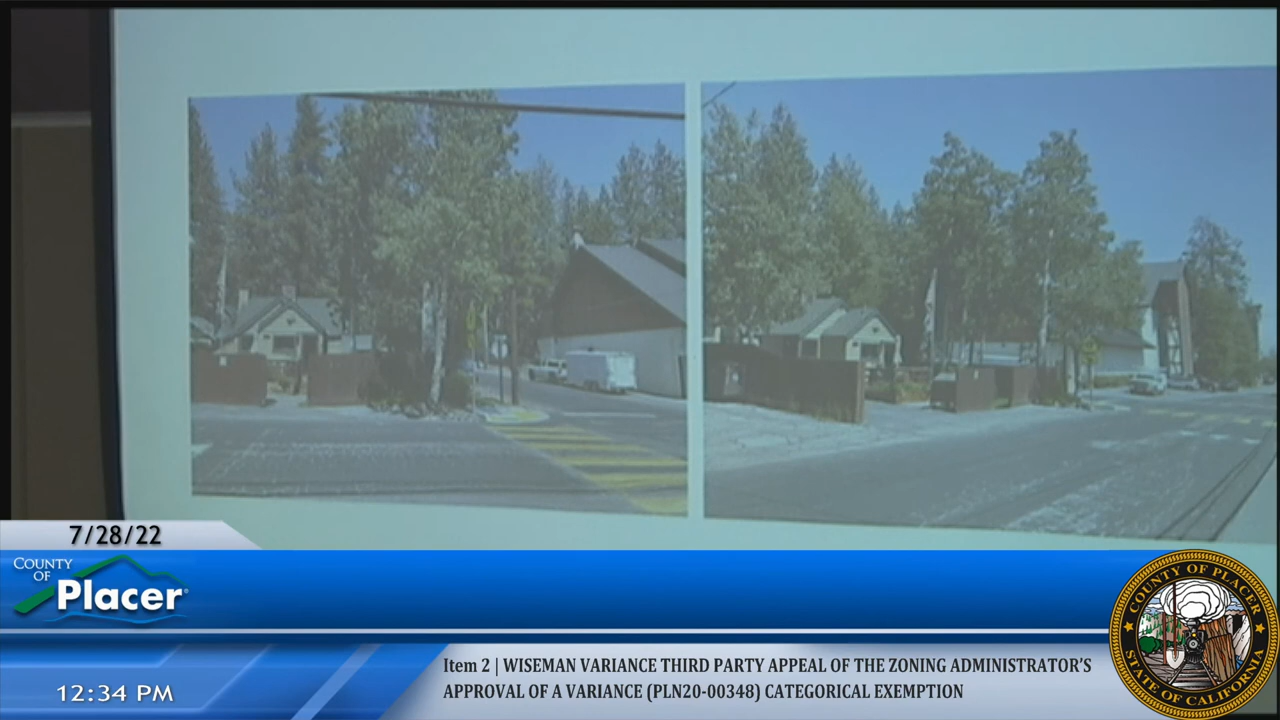 7/28/22
COUNTY
OF
Placer
12:34 PM
Item 2 | WISEMAN VARIANCE THIRD PARTY APPEAL OF THE ZONING ADMINISTRATOR'S
APPROVAL OF A VARIANCE (PLN20-00348) CATEGORICAL EXEMPTION
COUNTY OF PLACER
STATE OF CALIFORNIA